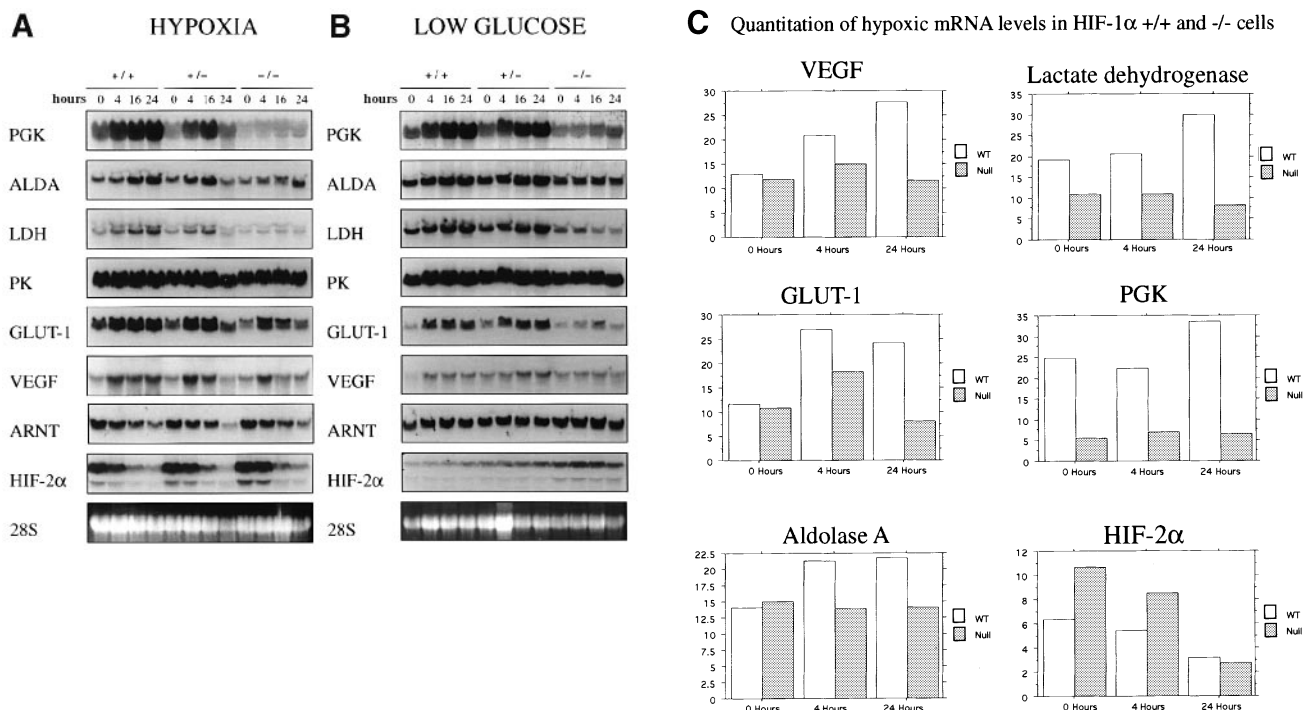 A HYPOXIA
+/+ +/− −/−
hours 0 4 16 24 0 4 16 24 0 4 16 24
PGK
ALDA
LDH
PK
GLUT-1
VEGF
ARNT
HIF-2α
28S
B LOW GLUCOSE
+/+ +/− −/−
hours 0 4 16 24 0 4 16 24 0 4 16 24
PGK
ALDA
LDH
PK
GLUT-1
VEGF
ARNT
HIF-2α
28S
C Quantitation of hypoxic mRNA levels in HIF-1α +/+ and -/- cells
VEGF
30
25
20
15
10
5
0
0 Hours 4 Hours 24 Hours
WT
Null
Lactate dehydrogenase
35
30
25
20
15
10
5
0
0 Hours 4 Hours 24 Hours
WT
Null
GLUT-1
30
25
20
15
10
5
0
0 Hours 4 Hours 24 Hours
WT
Null
PGK
35
30
25
20
15
10
5
0
0 Hours 4 Hours 24 Hours
WT
Null
Aldolase A
22.5
20
17.5
15
12.5
10
7.5
5
2.5
0
0 Hours 4 Hours 24 Hours
WT
Null
HIF-2α
12
10
8
6
4
2
0
0 Hours 4 Hours 24 Hours
WT
Null